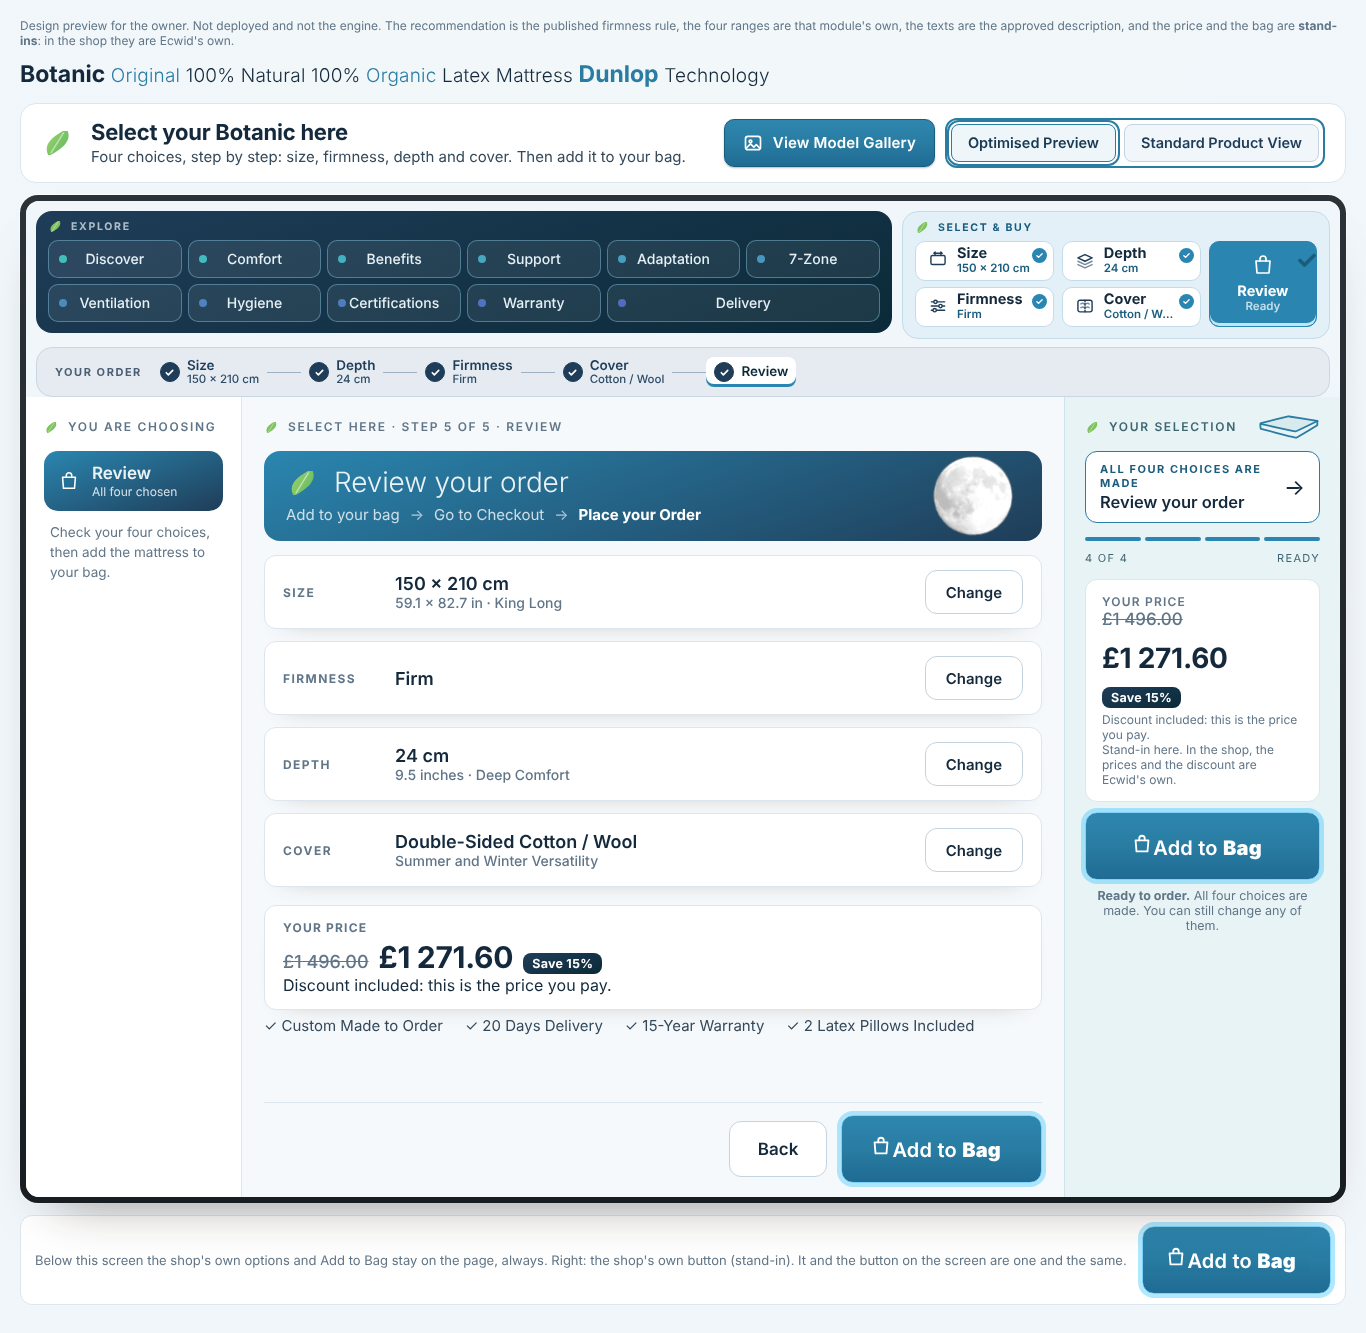 Design preview for the owner. Not deployed and not the engine. The recommendation is the published firmness rule, the four ranges are that module's own, the texts are the approved description, and the price and the bag are stand-
ins: in the shop they are Ecwid's own.
Botanic Original 100% Natural 100% Organic Latex Mattress Dunlop Technology
Select your Botanic here
Four choices, step by step: size, firmness, depth and cover. Then add it to your bag.
View Model Gallery
Optimised Preview
Standard Product View
EXPLORE
Discover
Comfort
Benefits
Support
Adaptation
7-Zone
Ventilation
Hygiene
Certifications
Warranty
Delivery
SELECT & BUY
Size
150 × 210 cm
Depth
24 cm
Firmness
Firm
Cover
Cotton / W...
Review
Ready
YOUR ORDER
Size
150 × 210 cm
Depth
24 cm
Firmness
Firm
Cover
Cotton / Wool
Review
YOU ARE CHOOSING
Review
All four chosen
Check your four choices,
then add the mattress to
your bag.
SELECT HERE · STEP 5 OF 5 · REVIEW
Review your order
Add to your bag → Go to Checkout → Place your Order
SIZE
150 × 210 cm
59.1 × 82.7 in · King Long
Change
FIRMNESS
Firm
Change
DEPTH
24 cm
9.5 inches · Deep Comfort
Change
COVER
Double-Sided Cotton / Wool
Summer and Winter Versatility
Change
YOUR PRICE
£1 496.00 £1 271.60 Save 15%
Discount included: this is the price you pay.
✓ Custom Made to Order ✓ 20 Days Delivery ✓ 15-Year Warranty ✓ 2 Latex Pillows Included
Back
Add to Bag
YOUR SELECTION
ALL FOUR CHOICES ARE
MADE
Review your order
4 OF 4
READY
YOUR PRICE
£1 496.00
£1 271.60
Save 15%
Discount included: this is the price
you pay.
Stand-in here. In the shop, the
prices and the discount are
Ecwid's own.
Add to Bag
Ready to order. All four choices are
made. You can still change any of
them.
Below this screen the shop's own options and Add to Bag stay on the page, always. Right: the shop's own button (stand-in). It and the button on the screen are one and the same.
Add to Bag